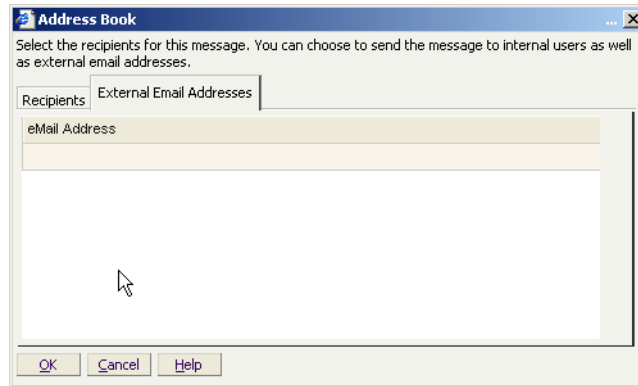 Address Book
...
Select the recipients for this message. You can choose to send the message to internal users as well
as external email addresses.
Recipients
External Email Addresses
eMail Address
OK Cancel Help